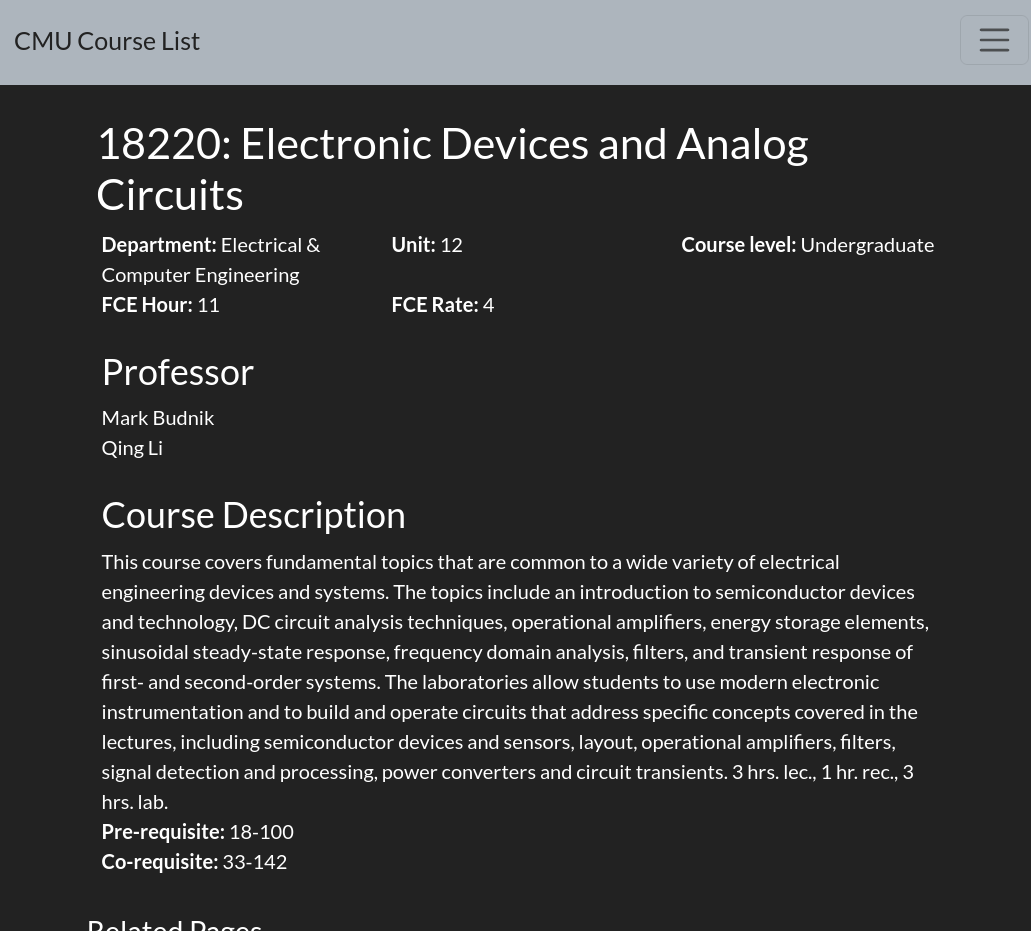 CMU Course List
18220: Electronic Devices and Analog
Circuits
Department: Electrical &
Computer Engineering
Unit: 12
Course level: Undergraduate
FCE Hour: 11
FCE Rate: 4
Professor
Mark Budnik
Qing Li
Course Description
This course covers fundamental topics that are common to a wide variety of electrical
engineering devices and systems. The topics include an introduction to semiconductor devices
and technology, DC circuit analysis techniques, operational amplifiers, energy storage elements,
sinusoidal steady-state response, frequency domain analysis, filters, and transient response of
first- and second-order systems. The laboratories allow students to use modern electronic
instrumentation and to build and operate circuits that address specific concepts covered in the
lectures, including semiconductor devices and sensors, layout, operational amplifiers, filters,
signal detection and processing, power converters and circuit transients. 3 hrs. lec., 1 hr. rec., 3
hrs. lab.
Pre-requisite: 18-100
Co-requisite: 33-142
Related Pages